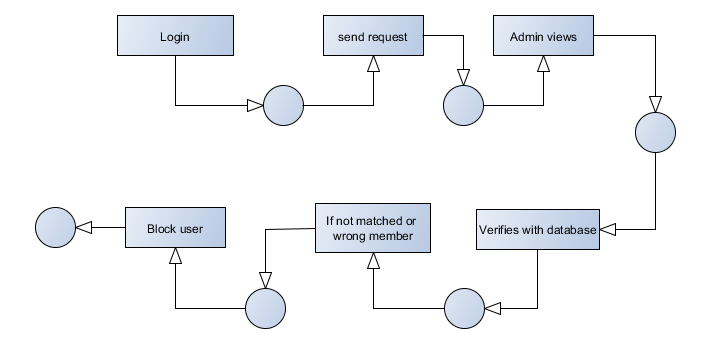 Login
send request
Admin views
Verifies with database
If not matched or
wrong member
Block user